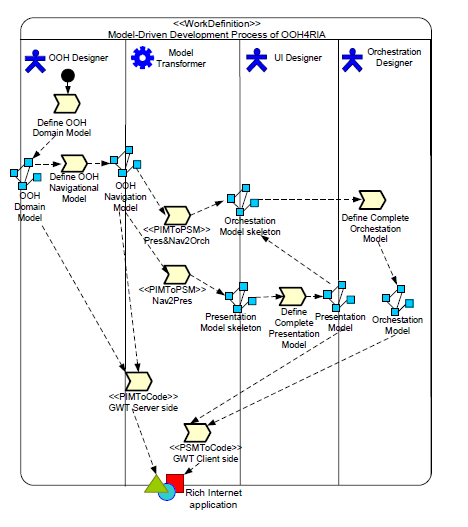 <<WorkDefinition>>
Model-Driven Development Process of OOH4RIA
OOH Designer
Model
Transformer
UI Designer
Orchestration
Designer
Define OOH
Domain Model
OOH
Domain
Model
Define OOH
Navigational
Model
OOH
Navigation
Model
<<PIMToPSM>>
Pres&Nav2Orch
Orchestation
Model skeleton
Define Complete
Orchestation
Model
<<PIMToPSM>>
Nav2Pres
Presentation
Model skeleton
Define
Complete
Presentation
Model
Presentation
Model
Orchestation
Model
<<PIMToCode>>
GWT Server side
<<PSMToCode>>
GWT Client side
Rich Internet
application